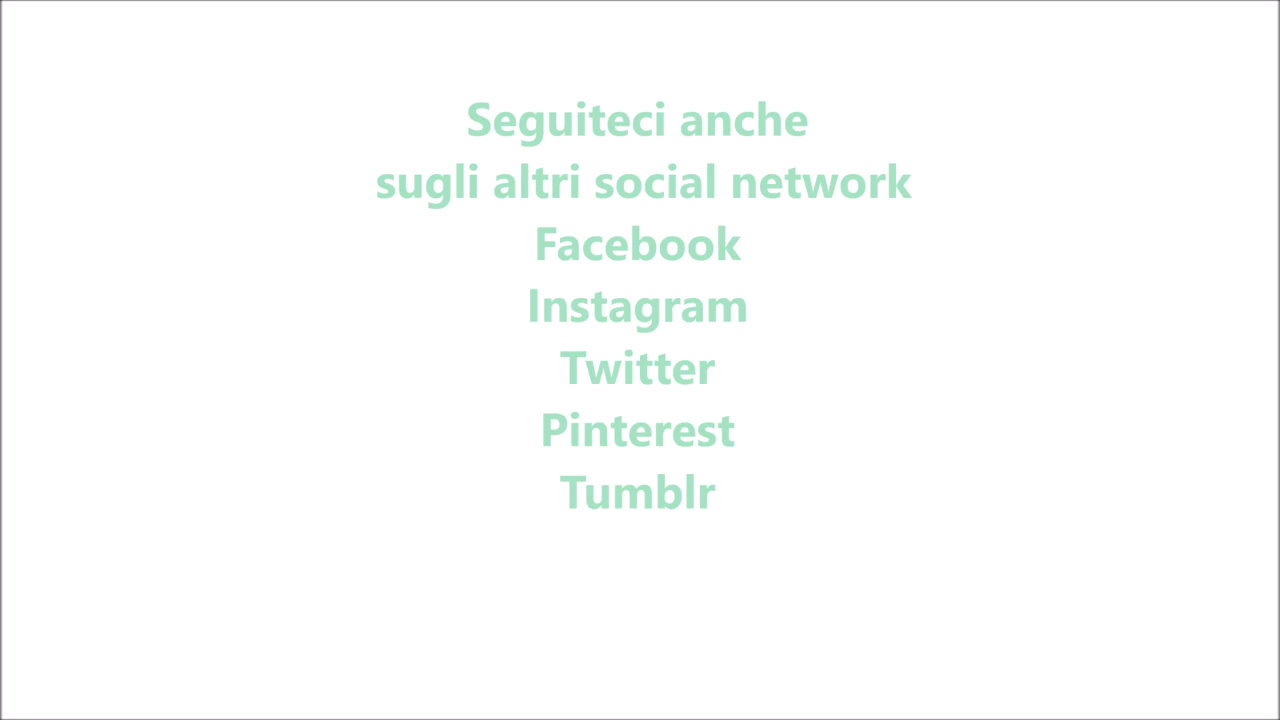 Seguiteci anche
sugli altri social network
Facebook
Instagram
Twitter
Pinterest
Tumblr